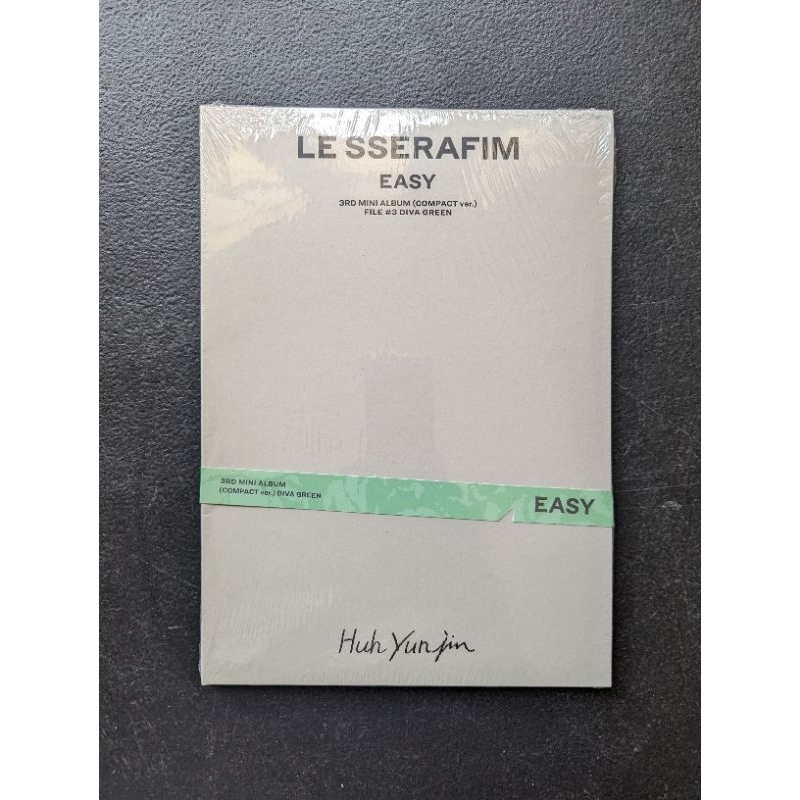 LE SSERAFIM
EASY
3RD MINI ALBUM (COMPACT ver.)
FILE #3 DIVA GREEN
3RD MINI ALBUM
(COMPACT ver.) DIVA GREEN
EASY
Huh Yunjin